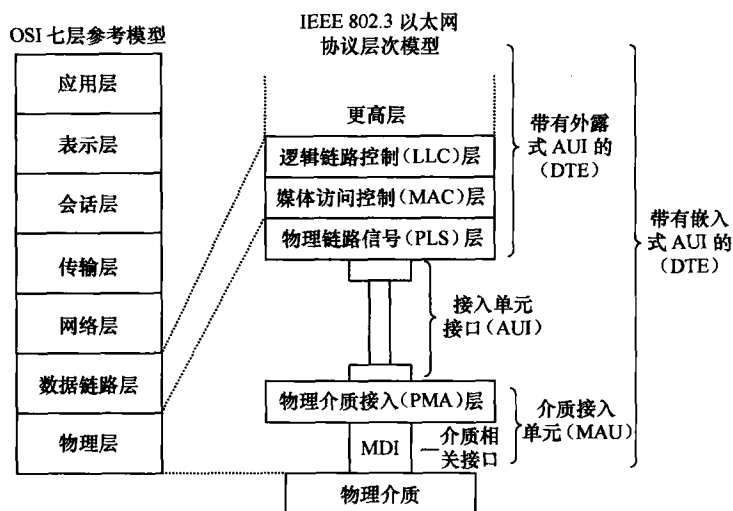 OSI 七层参考模型
应用层
表示层
会话层
传输层
网络层
数据链路层
物理层
IEEE 802.3 以太网
协议层次模型
更高层
逻辑链路控制(LLC)层
媒体访问控制(MAC)层
物理链路信号(PLS)层
接入单元
接口(AUI)
物理介质接入(PMA)层
MDI
介质相
关接口
物理介质
带有外露
式 AUI 的
(DTE)
介质接入
单元(MAU)
带有嵌入
式 AUI 的
(DTE)